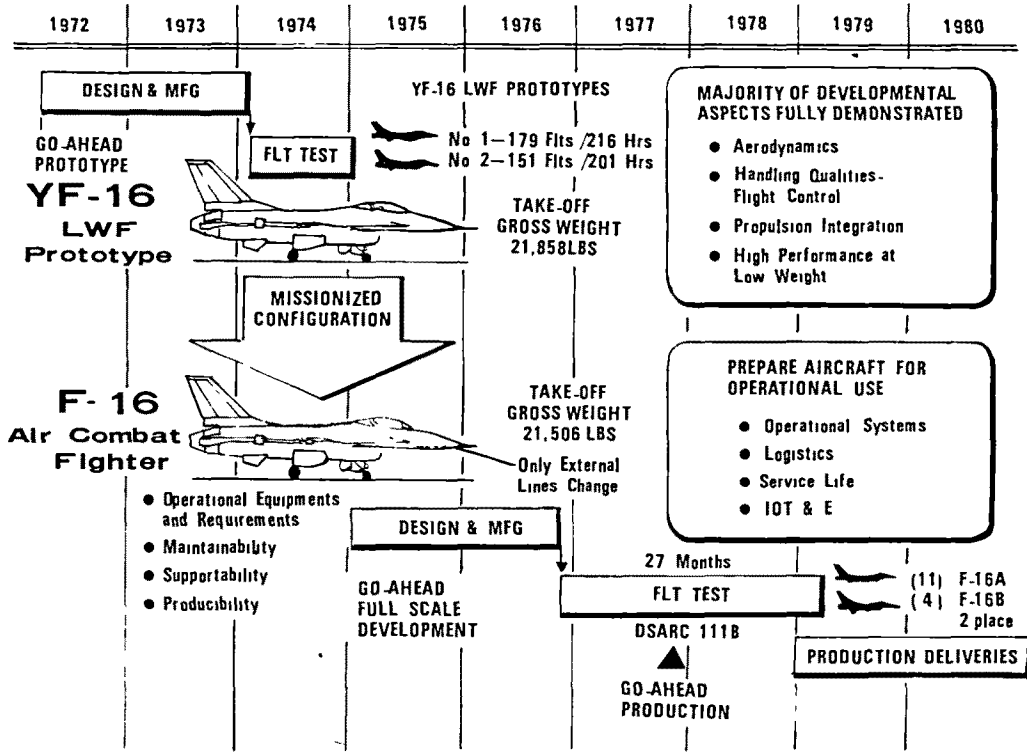 1972 1973 1974 1975 1976 1977 1978 1979 1980
DESIGN & MFG
GO-AHEAD
PROTOTYPE
YF-16
LWF
Prototype
FLT TEST
YF-16 LWF PROTOTYPES
No 1–179 Flts /216 Hrs
No 2–151 Flts /201 Hrs
TAKE-OFF
GROSS WEIGHT
21,858LBS
MAJORITY OF DEVELOPMENTAL
ASPECTS FULLY DEMONSTRATED
● Aerodynamics
● Handling Qualities-
Flight Control
● Propulsion Integration
● High Performance at
Low Weight
MISSIONIZED
CONFIGURATION
F-16
Air Combat
Fighter
TAKE-OFF
GROSS WEIGHT
21,506 LBS
Only External
Lines Change
PREPARE AIRCRAFT FOR
OPERATIONAL USE
● Operational Systems
● Logistics
● Service Life
● IOT & E
● Operational Equipments
and Requirements
● Maintainability
● Supportability
● Producibility
DESIGN & MFG
GO-AHEAD
FULL SCALE
DEVELOPMENT
27 Months
FLT TEST
(11) F-16A
(4) F-16B
2 place
DSARC 111B
GO-AHEAD
PRODUCTION
PRODUCTION DELIVERIES